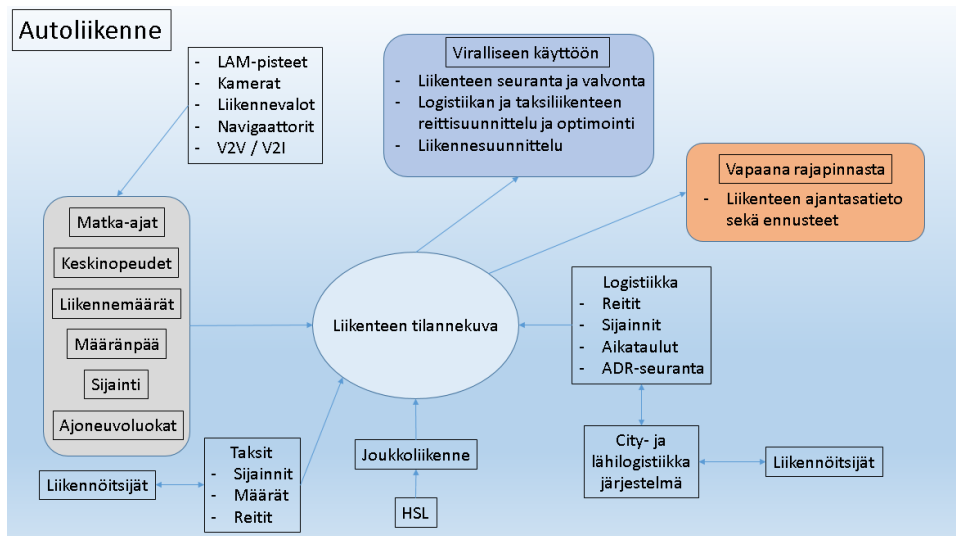 Autoliikenne
- LAM-pisteet
- Kamerat
- Liikennevalot
- Navigaattorit
- V2V / V2I
Viralliseen käyttöön
- Liikenteen seuranta ja valvonta
- Logistiikan ja taksiliikenteen
reittisuunnittelu ja optimointi
- Liikennesuunnittelu
Vapaana rajapinnasta
- Liikenteen ajantasatieto
sekä ennusteet
Matka-ajat
Keskinopeudet
Liikennemäärät
Määränpää
Sijainti
Ajoneuvoluokat
Liikenteen tilannekuva
Logistiikka
- Reitit
- Sijainnit
- Aikataulut
- ADR-seuranta
Liikennöitsijät
Taksit
- Sijainnit
- Määrät
- Reitit
Joukkoliikenne
HSL
City- ja
lähilogistiikka
järjestelmä
Liikennöitsijät